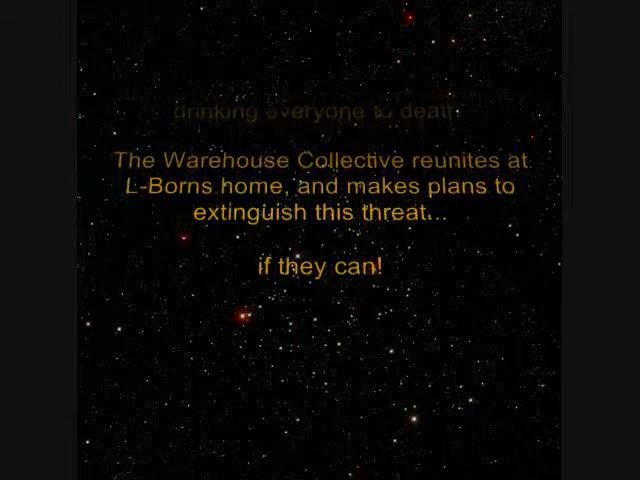 drinking everyone to death
The Warehouse Collective reunites at
L-Borns home, and makes plans to
extinguish this threat...
if they can!